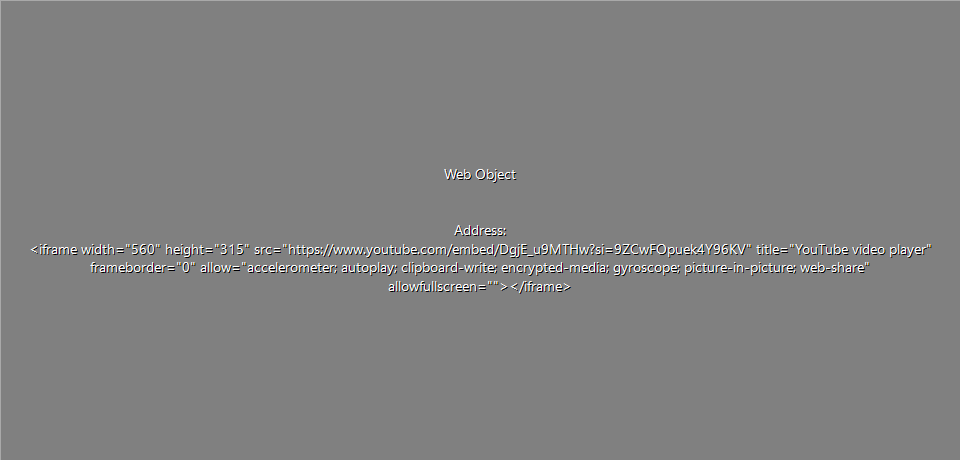 Web Object
Address:
<iframe width="560" height="315" src="https://www.youtube.com/embed/DgjE_u9MTHw?si=9ZCwFOpuek4Y96KV" title="YouTube video player"
frameborder="0" allow="accelerometer; autoplay; clipboard-write; encrypted-media; gyroscope; picture-in-picture; web-share"
allowfullscreen=""></iframe>